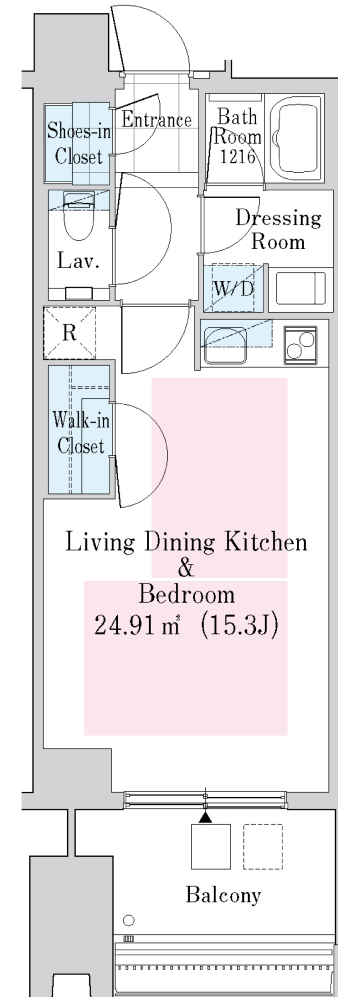 Entrance
Shoes-in
Closet
Bath
Room
1216
Dressing
Room
Lav.
W/D
R
Walk-in
Closet
Living Dining Kitchen
&
Bedroom
24.91㎡ (15.3J)
Balcony